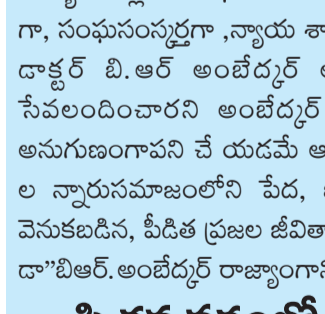 గా, సంఘసంస్కర్తగా ,న్యాయ శా
డాక్టర్ బి.ఆర్ అంబేద్కర్
సేవలందించారని అంబేద్కర్
అనుగుణంగాపని చే యడమే ఆ
ల న్నారుసమాజంలోని పేద,
వెనుకబడిన, పీడిత ప్రజల జీవితా
డా”బిఆర్.అంబేద్కర్ రాజ్యాంగాని